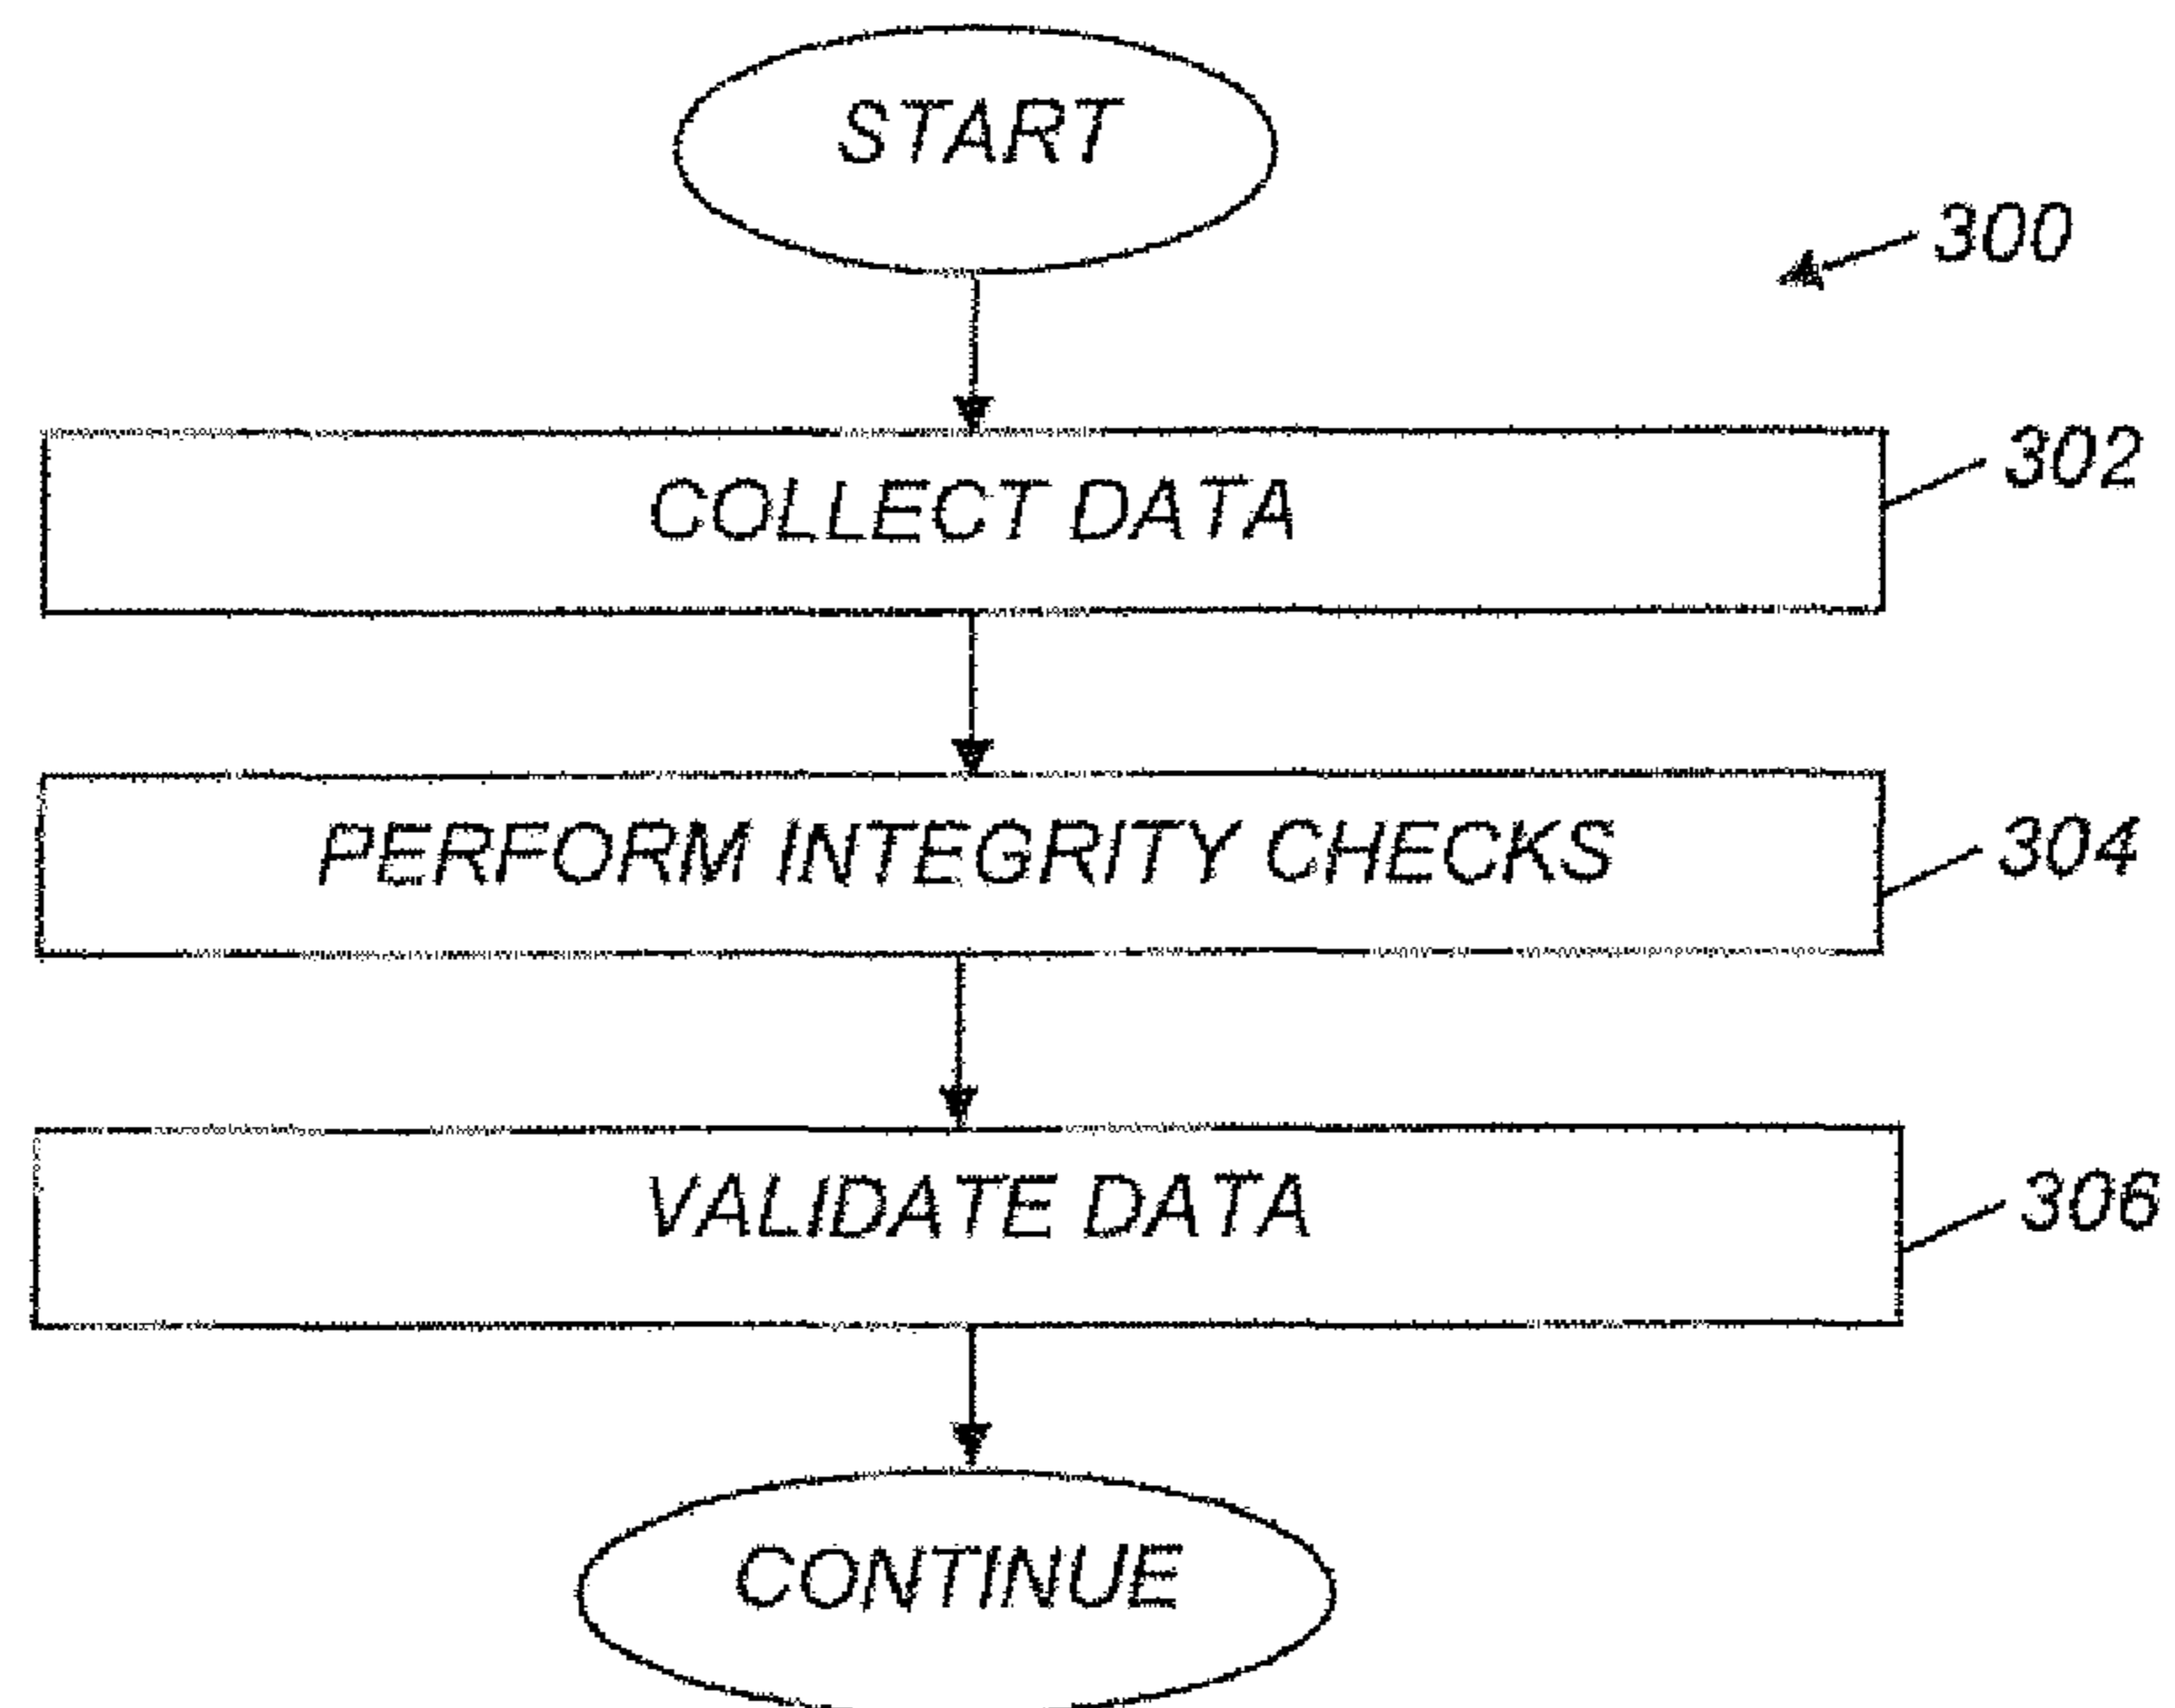 START
300
COLLECT DATA
302
PERFORM INTEGRITY CHECKS
304
VALIDATE DATA
306
CONTINUE